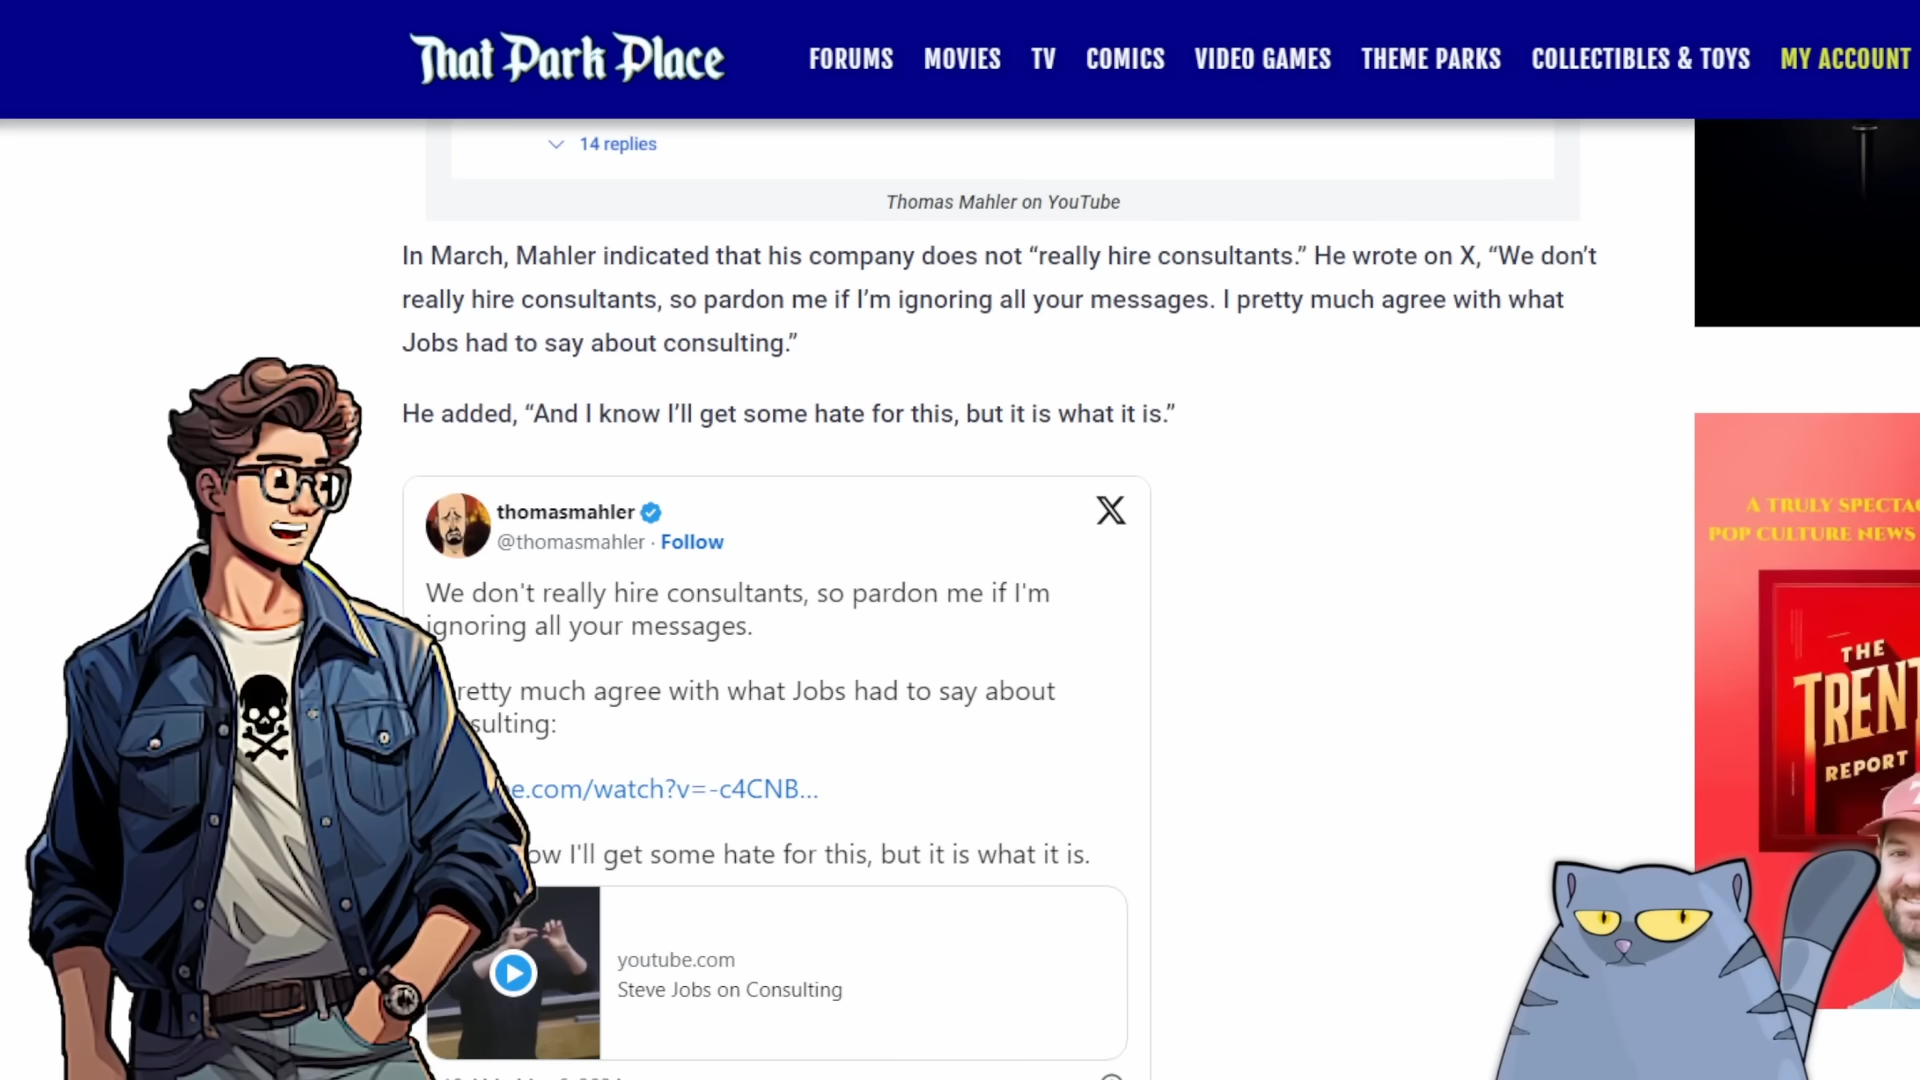 That Park Place
FORUMS MOVIES TV COMICS VIDEO GAMES THEME PARKS COLLECTIBLES & TOYS MY ACCOUNT
14 replies
Thomas Mahler on YouTube
In March, Mahler indicated that his company does not “really hire consultants.” He wrote on X, “We don’t
really hire consultants, so pardon me if I’m ignoring all your messages. I pretty much agree with what
Jobs had to say about consulting.”
He added, “And I know I’ll get some hate for this, but it is what it is.”
thomasmahler
@thomasmahler · Follow
We don't really hire consultants, so pardon me if I'm
ignoring all your messages.
retty much agree with what Jobs had to say about
sulting:
e.com/watch?v=-c4CNB...
ow I'll get some hate for this, but it is what it is.
youtube.com
Steve Jobs on Consulting
A TRULY SPECTAC
POP CULTURE NEWS
THE
TRENT
REPORT